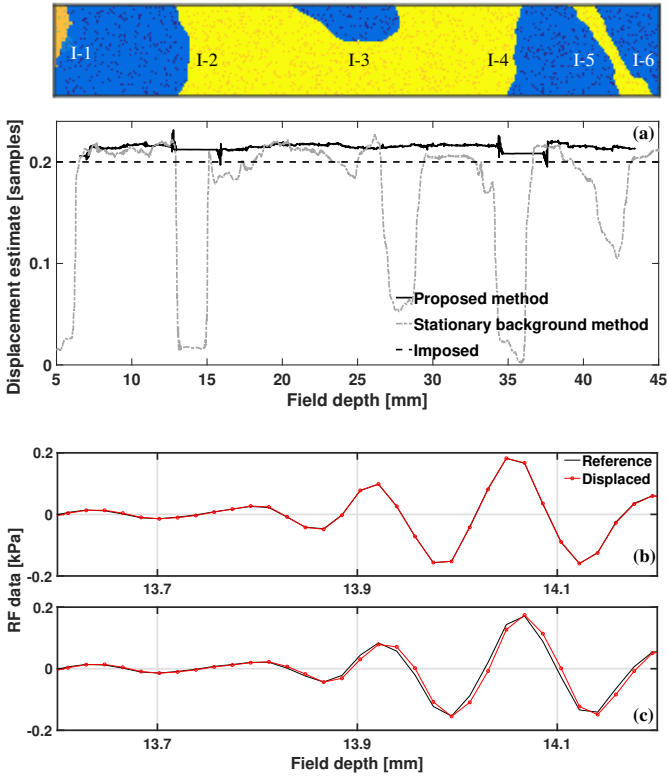 I-1 I-2 I-3 I-4 I-5 I-6
(a)
Displacement estimate [samples]
0.2
0.1
0
Proposed method
Stationary background method
Imposed
5 10 15 20 25 30 35 40 45
Field depth [mm]
RF data [kPa]
0.2
0
-0.2
Reference
Displaced
(b)
13.7 13.9 14.1
0.2
0
-0.2
(c)
13.7 13.9 14.1
Field depth [mm]